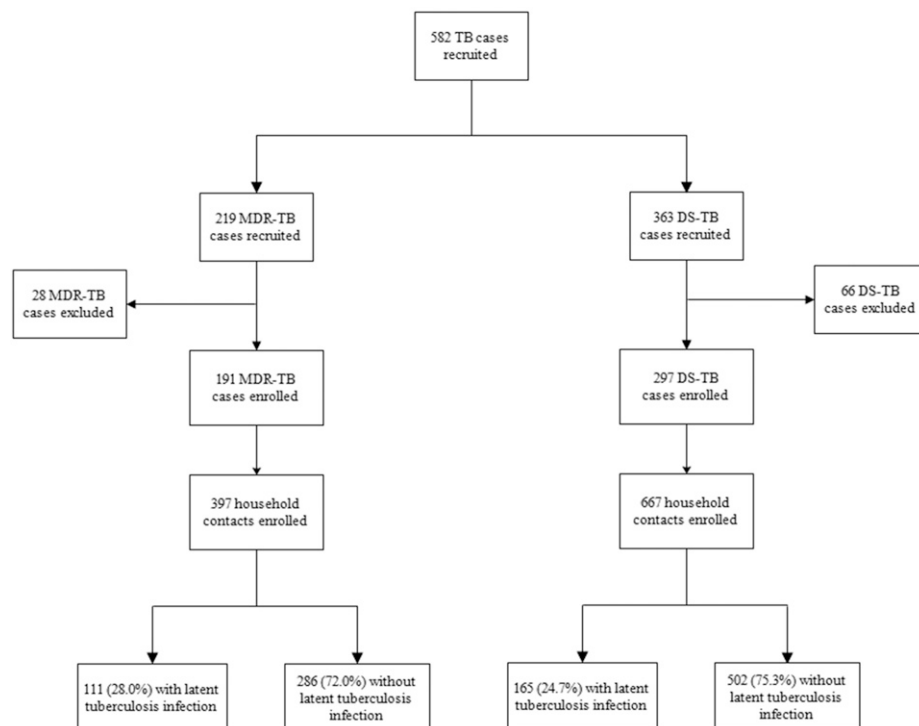 582 TB cases
recruited
219 MDR-TB
cases recruited
363 DS-TB
cases recruited
28 MDR-TB
cases excluded
66 DS-TB
cases excluded
191 MDR-TB
cases enrolled
297 DS-TB
cases enrolled
397 household
contacts enrolled
667 household
contacts enrolled
111 (28.0%) with latent
tuberculosis infection
286 (72.0%) without
latent tuberculosis
infection
165 (24.7%) with latent
tuberculosis infection
502 (75.3%) without
latent tuberculosis
infection